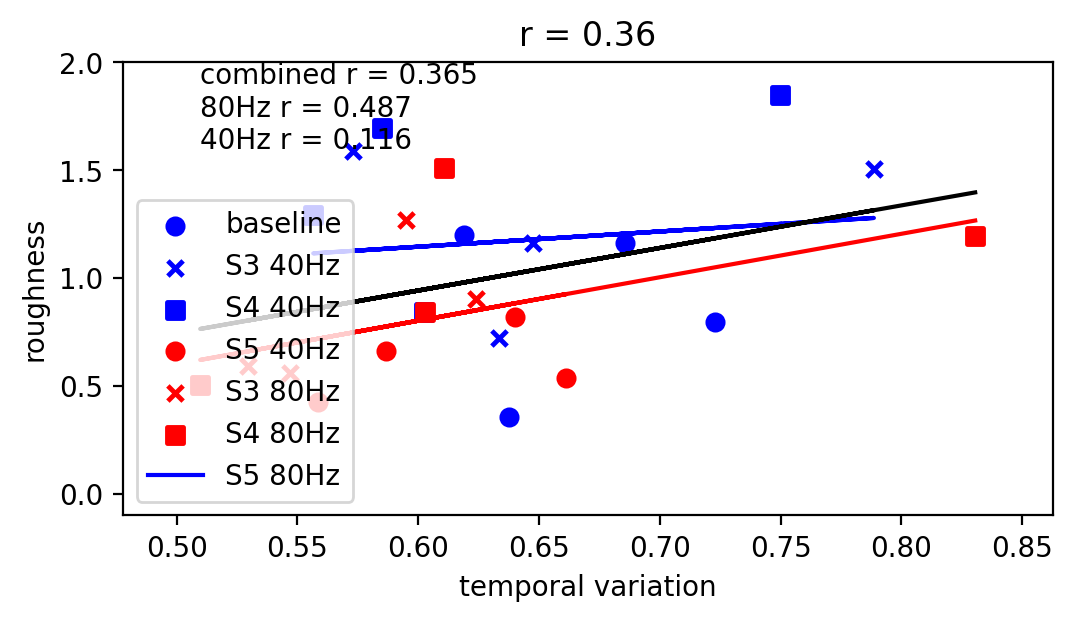 r = 0.36
combined r = 0.365
80Hz r = 0.487
40Hz r = 0.116
2.0
1.5
1.0
0.5
0.0
roughness
baseline
S3 40Hz
S4 40Hz
S5 40Hz
S3 80Hz
S4 80Hz
S5 80Hz
0.50 0.55 0.60 0.65 0.70 0.75 0.80 0.85
temporal variation